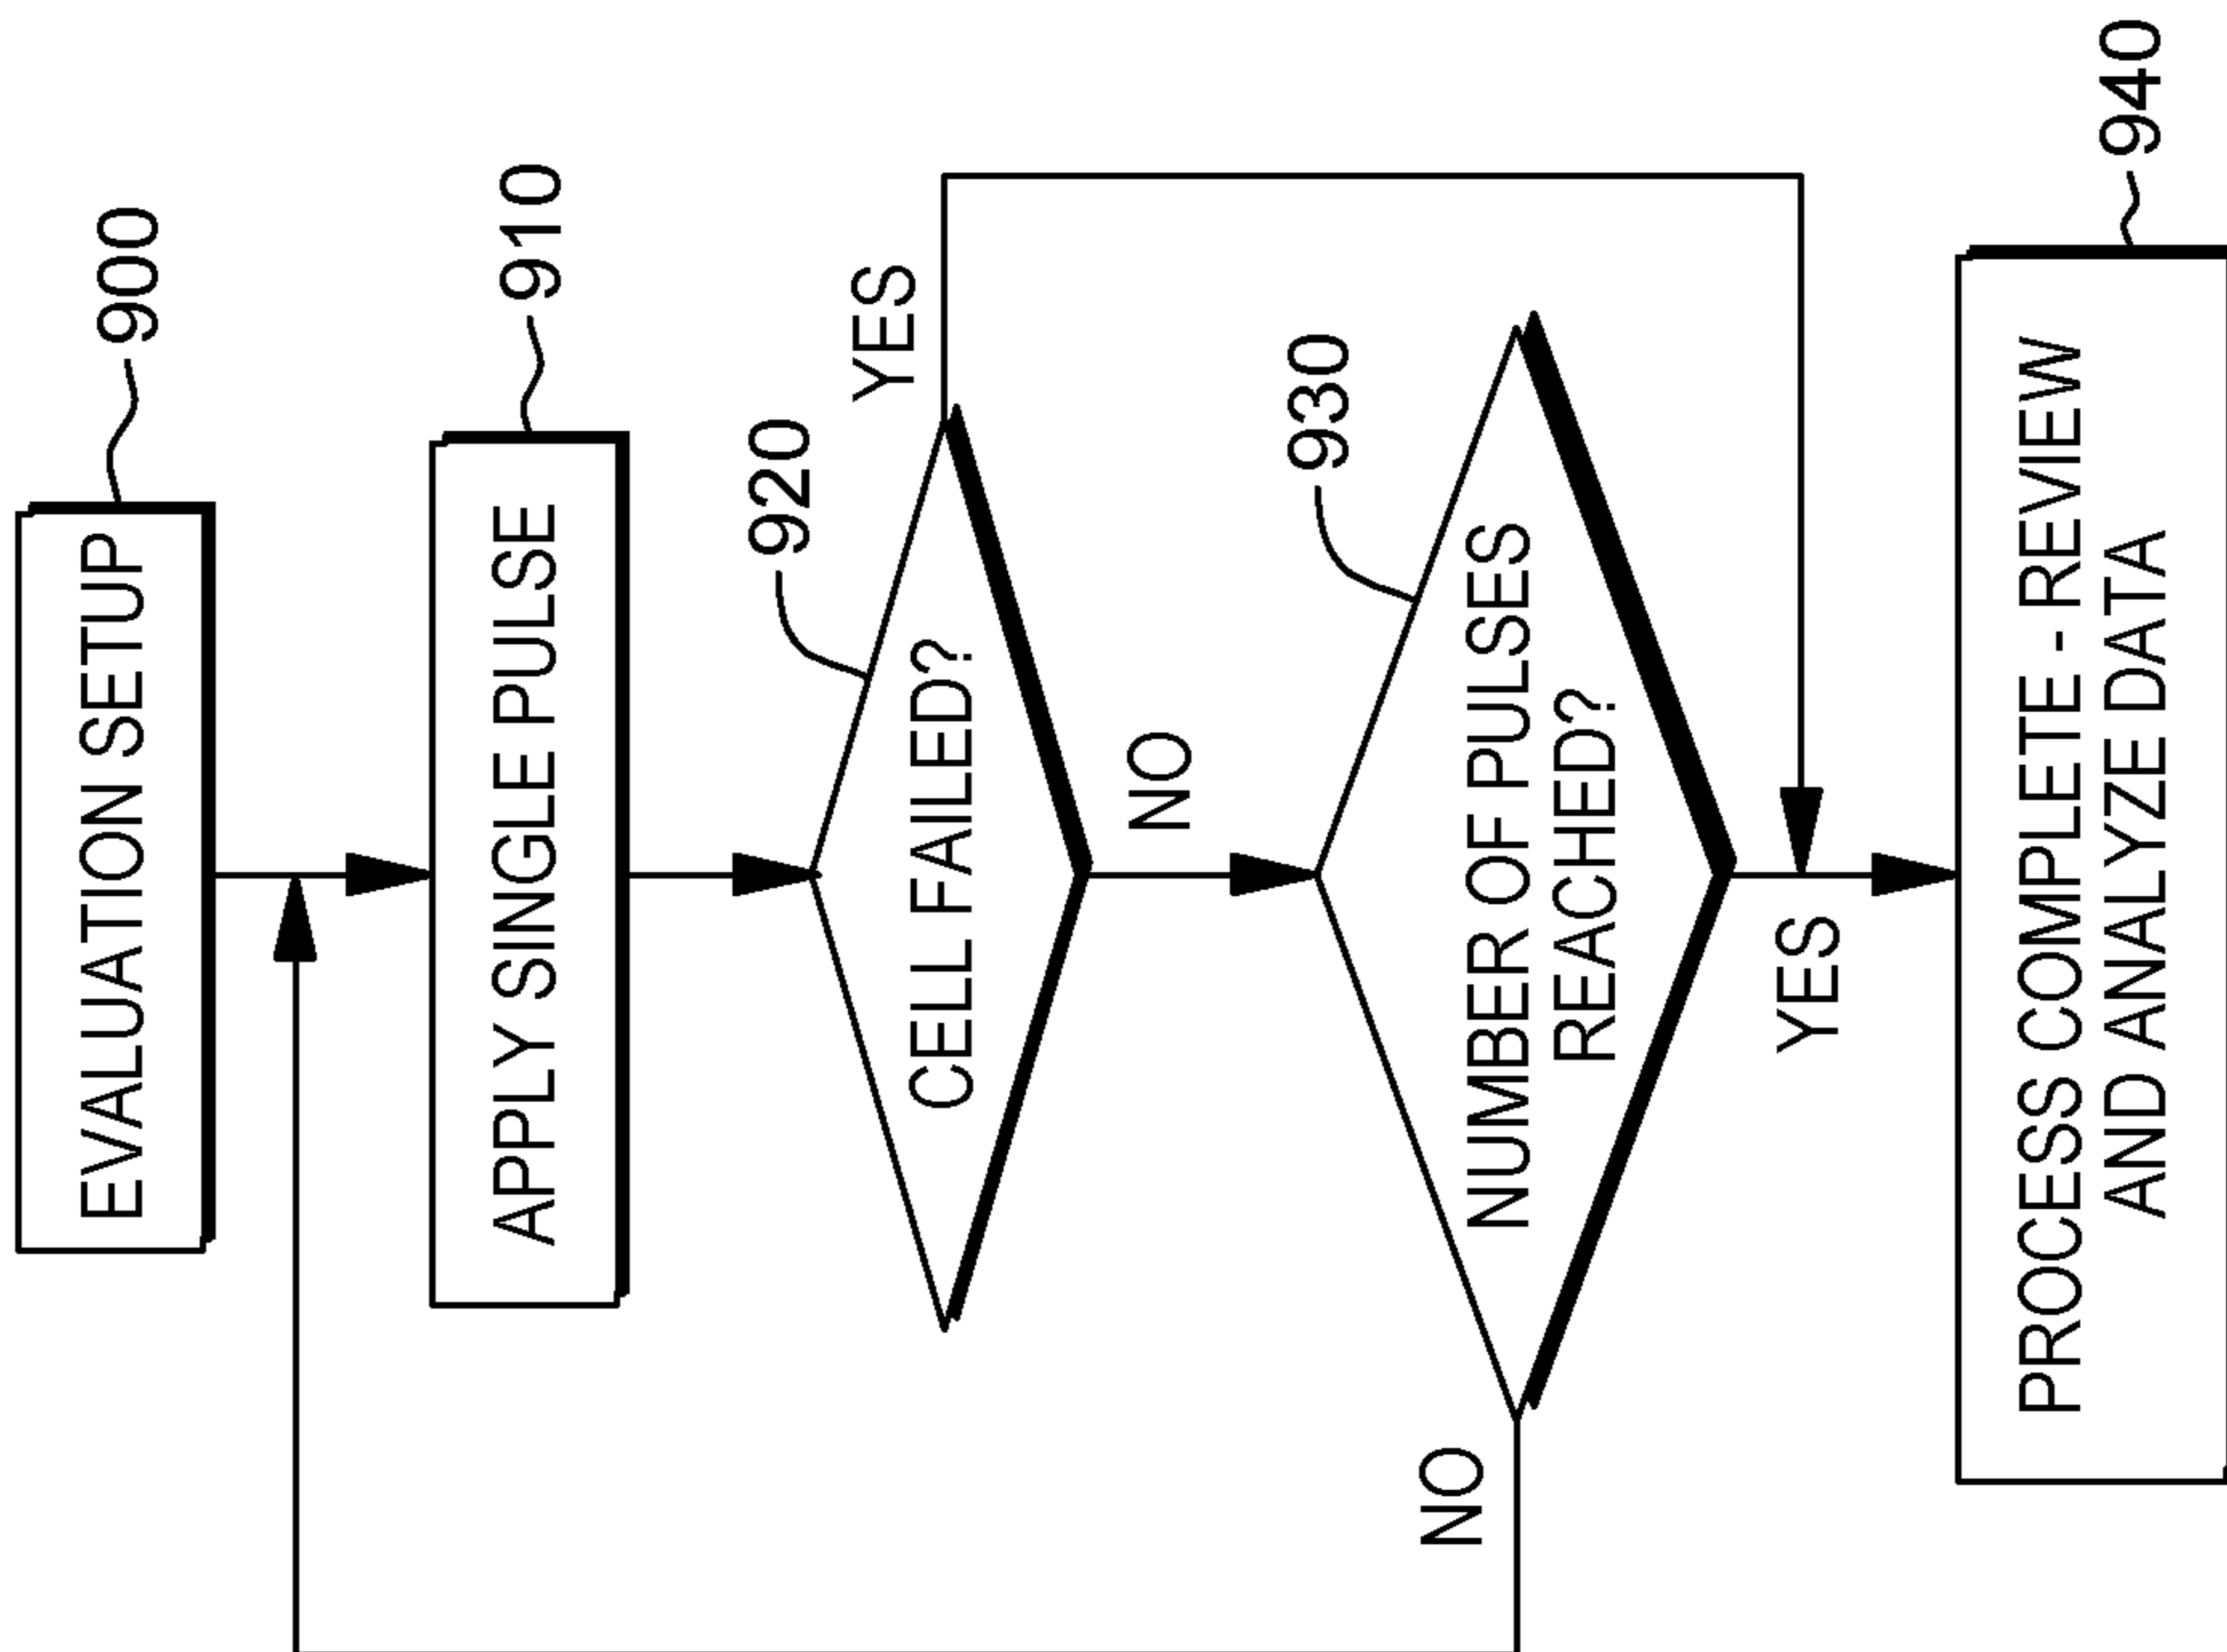 EVALUATION SETUP
900
APPLY SINGLE PULSE
910
920
CELL FAILED?
YES
NO
930
NUMBER OF PULSES
REACHED?
NO
YES
PROCESS COMPLETE - REVIEW
AND ANALYZE DATA
940